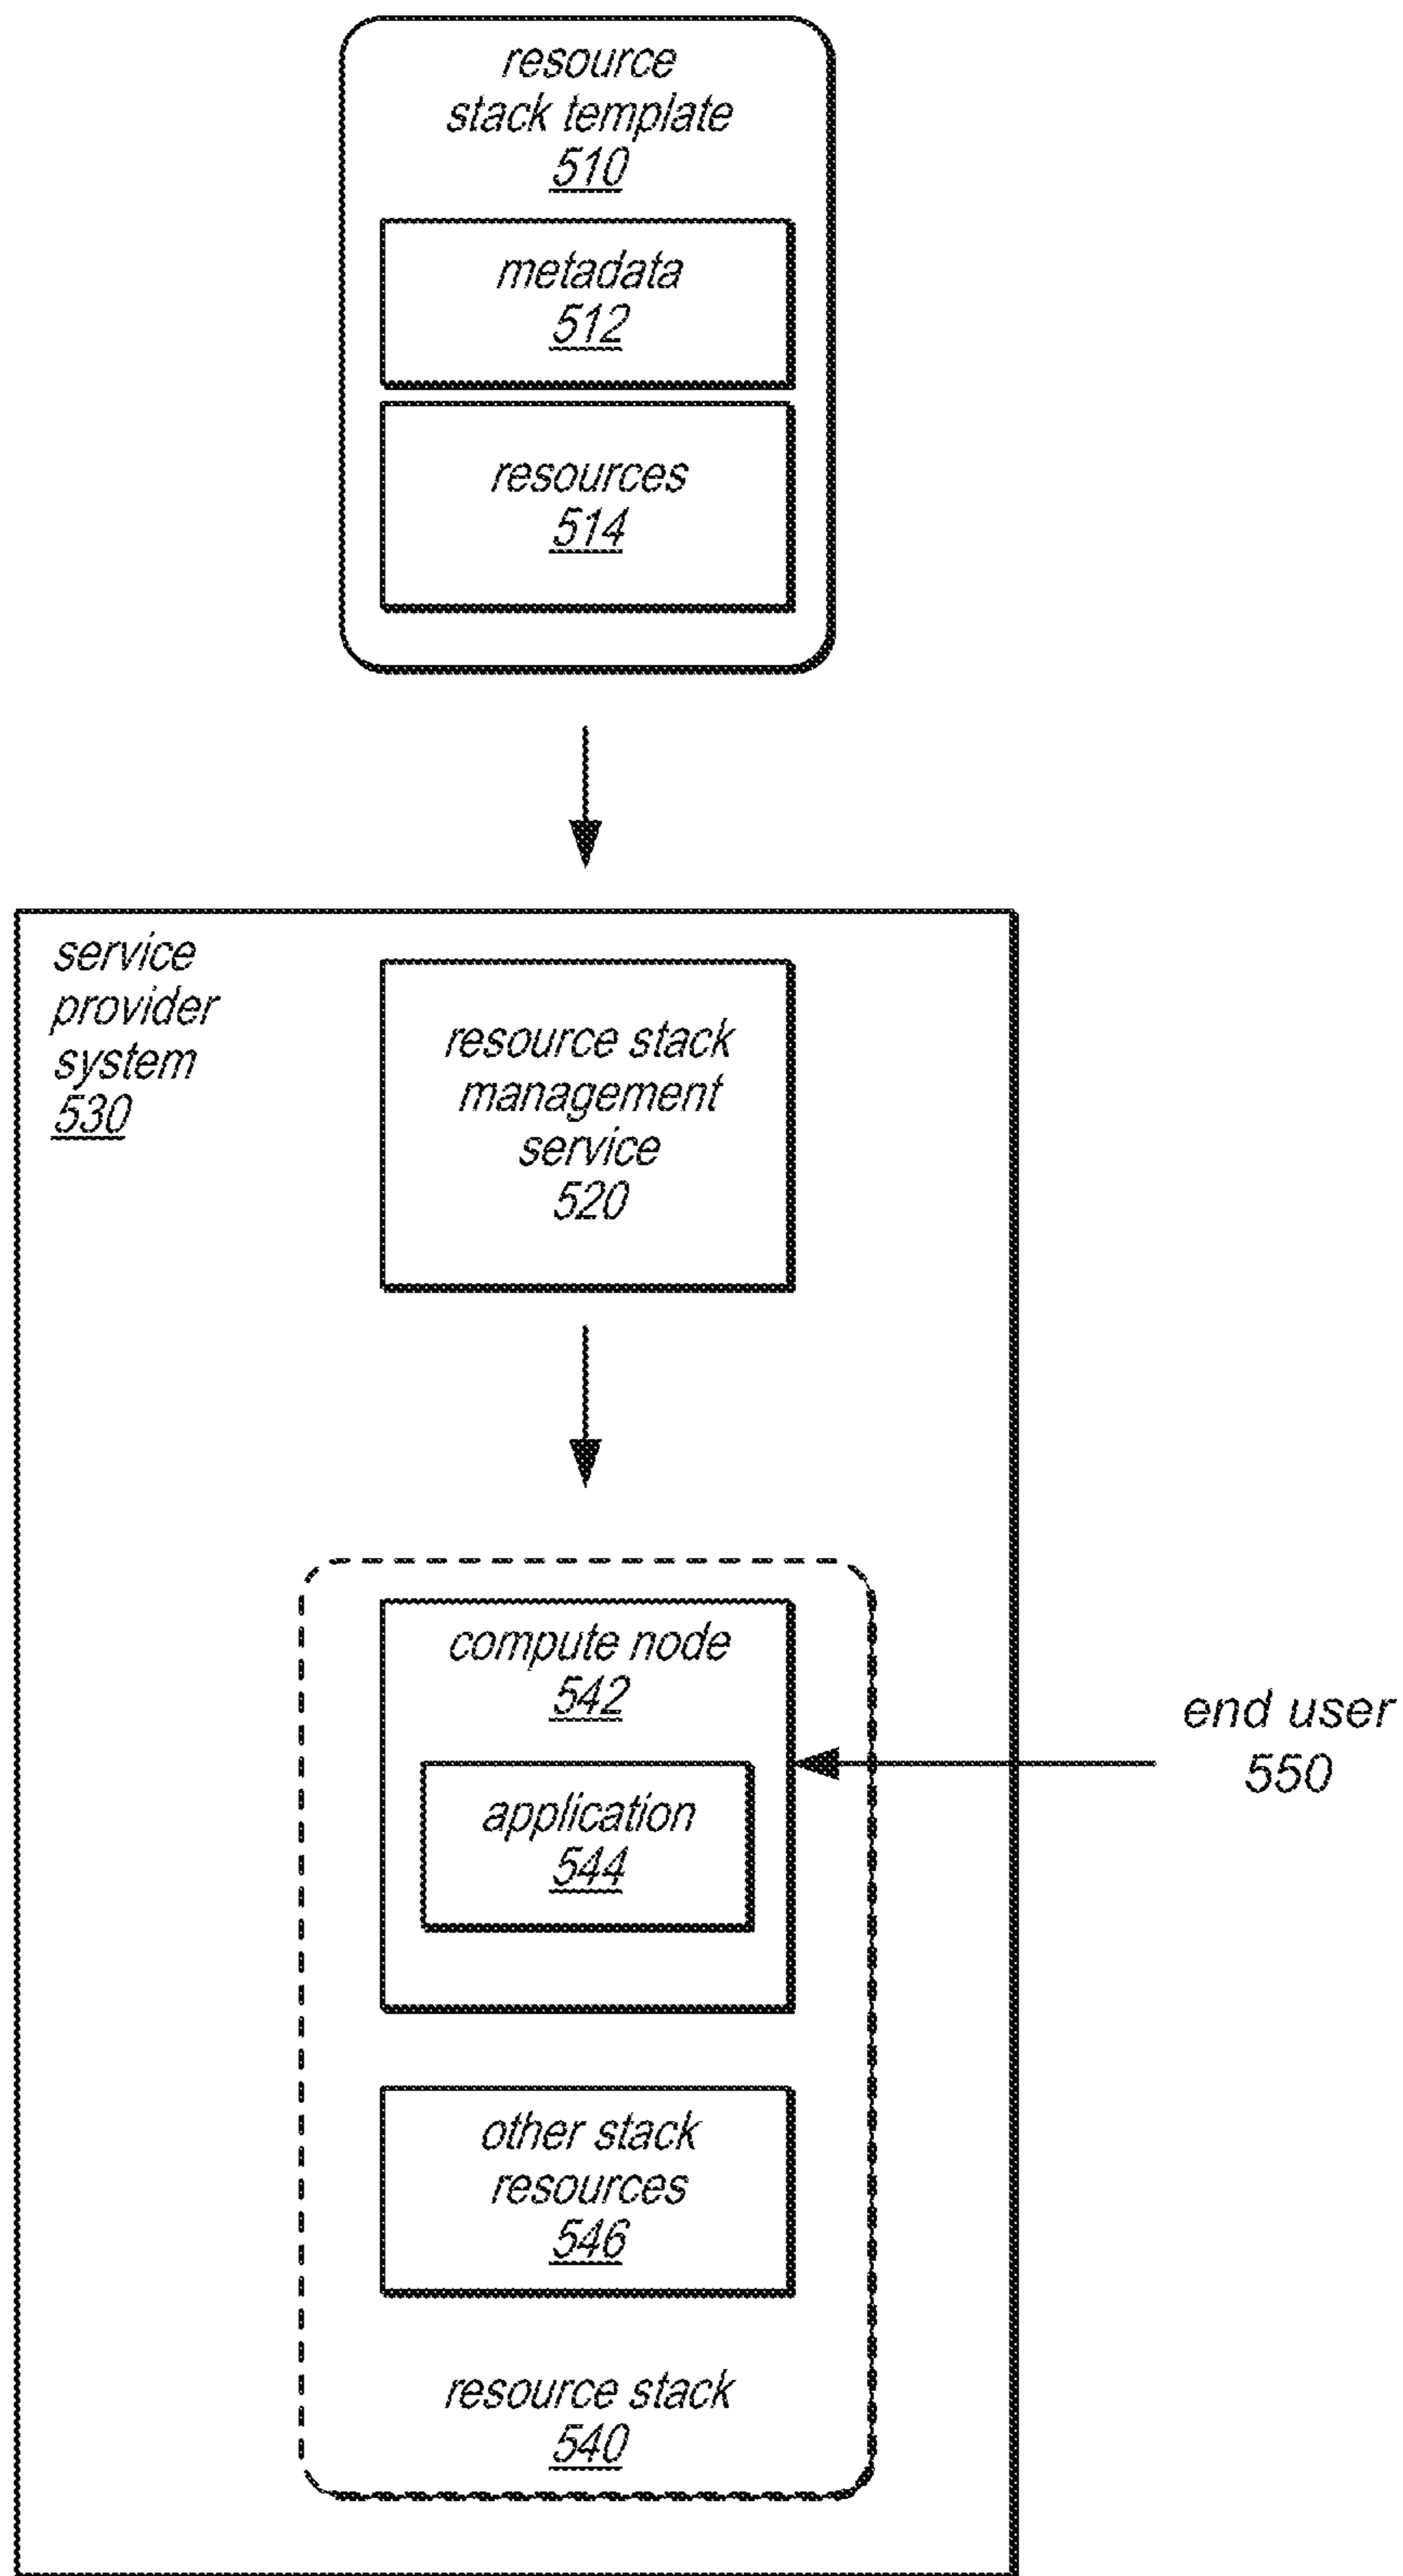 resource
stack template
510
metadata
512
resources
514
service
provider
system
530
resource stack
management
service
520
compute node
542
application
544
end user
550
other stack
resources
546
resource stack
540